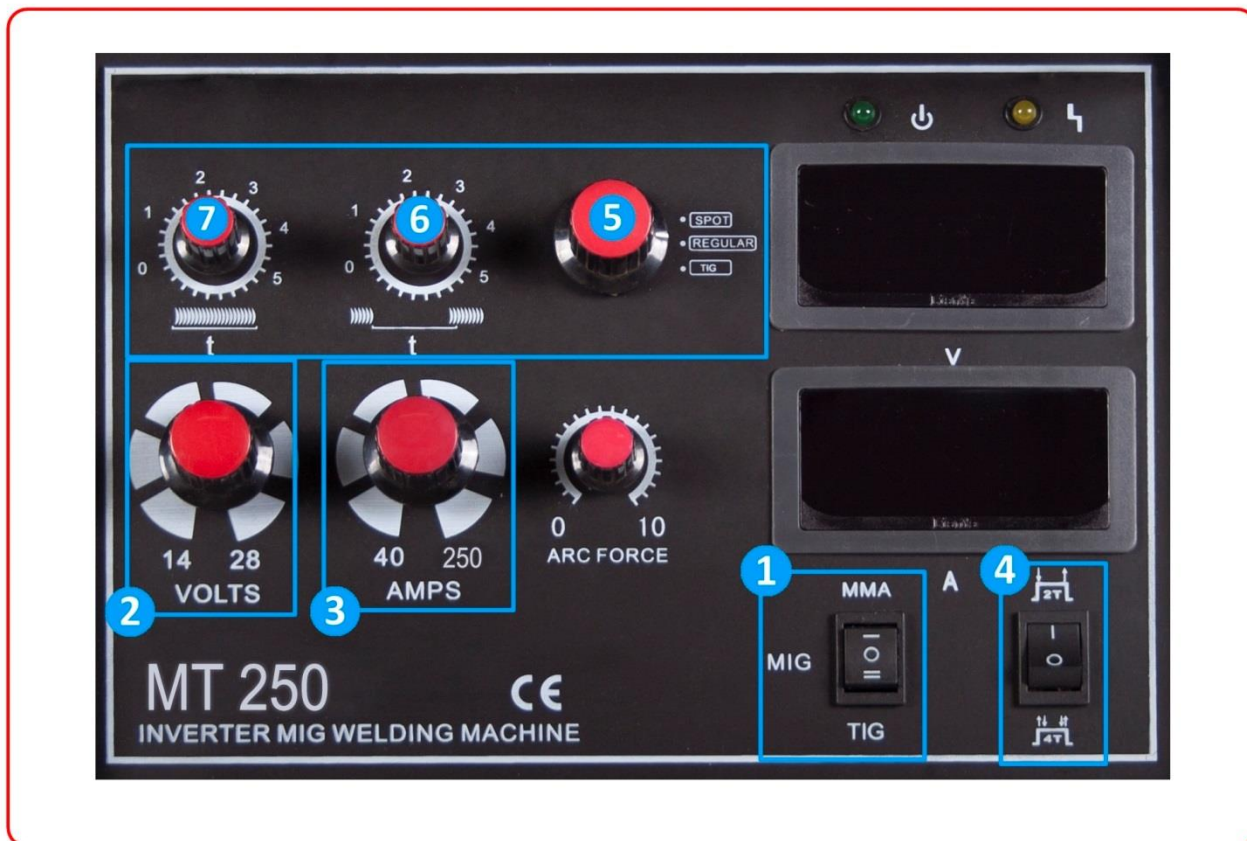 2 3
1 4
0 5
7
t
2 3
1 4
0 5
6
t
5
SPOT
REGULAR
TIG
V
14 28
VOLTS
2
40 250
AMPS
3
0 10
ARC FORCE
1
MMA
MIG
TIG
A
4
2T
4T
MT 250
CE
INVERTER MIG WELDING MACHINE